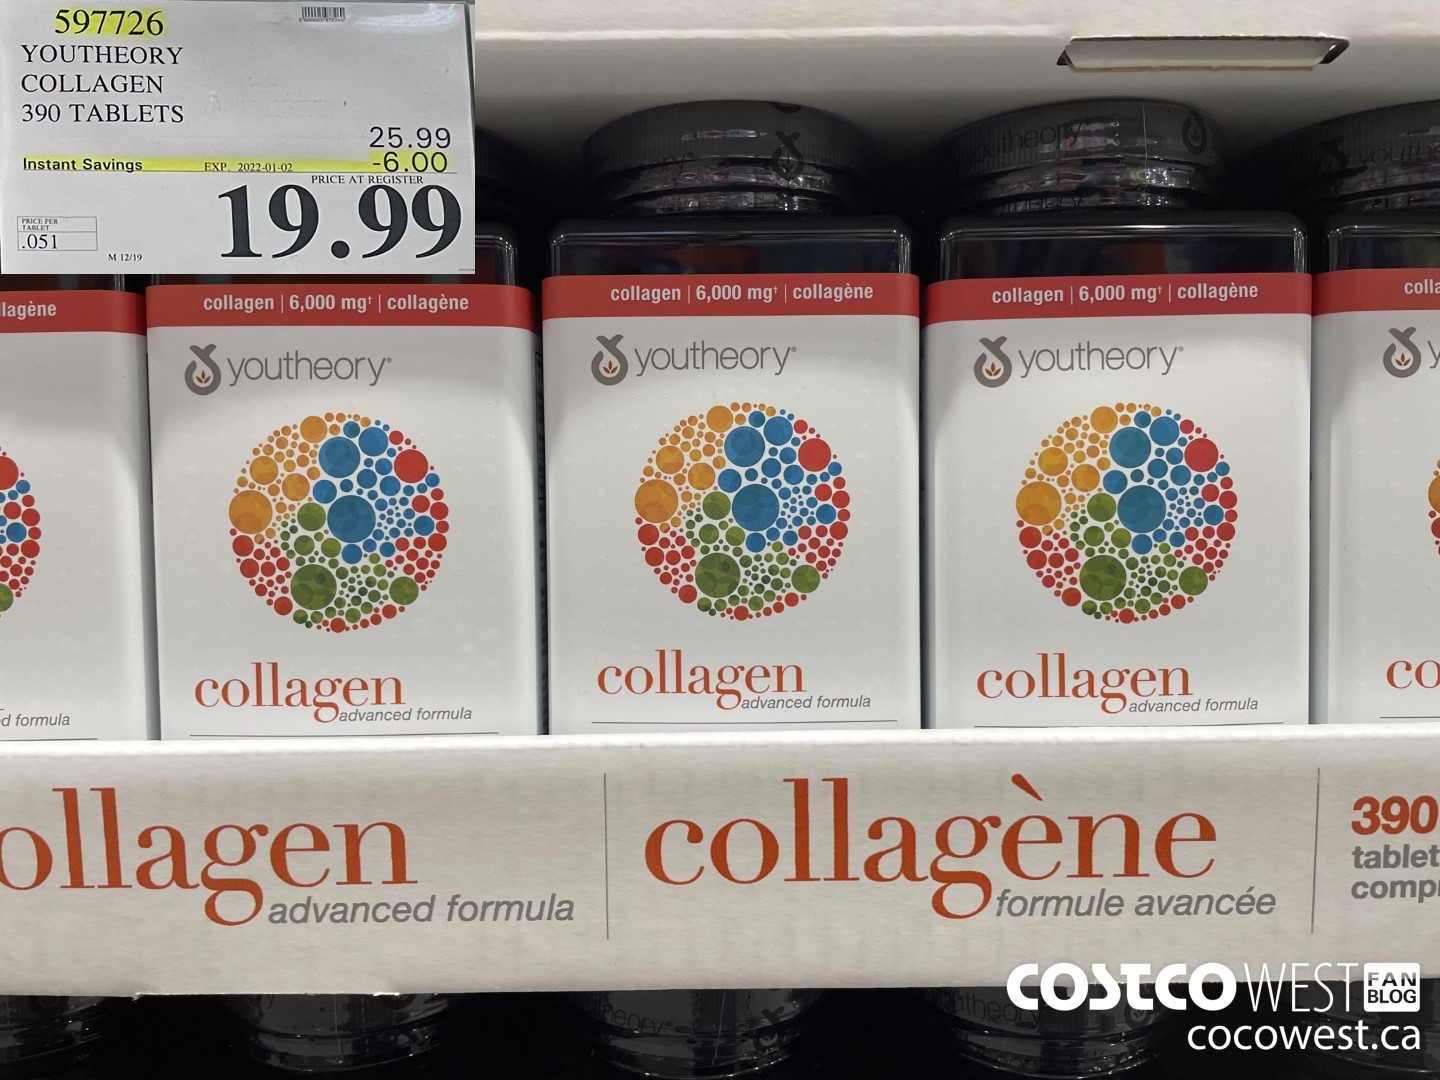 597726
YOUTHEORY
COLLAGEN
390 TABLETS
25.99
Instant Savings EXP. 2022-01-02 -6.00
PRICE AT REGISTER
19.99
PRICE PER
TABLET
.051
M 12/19
youtheory
youtheory
collagen | 6,000 mg† | collagène
youtheory®
collagen
advanced formula
collagen | 6,000 mg† | collagène
youtheory®
collagen
advanced formula
collagen | 6,000 mg† | collagène
youtheory®
collagen
advanced formula
formula
co
ollagen
advanced formula
collagène
formule avancée
390
tablet
comp
COSTCO WEST FAN BLOG
cocowest.ca